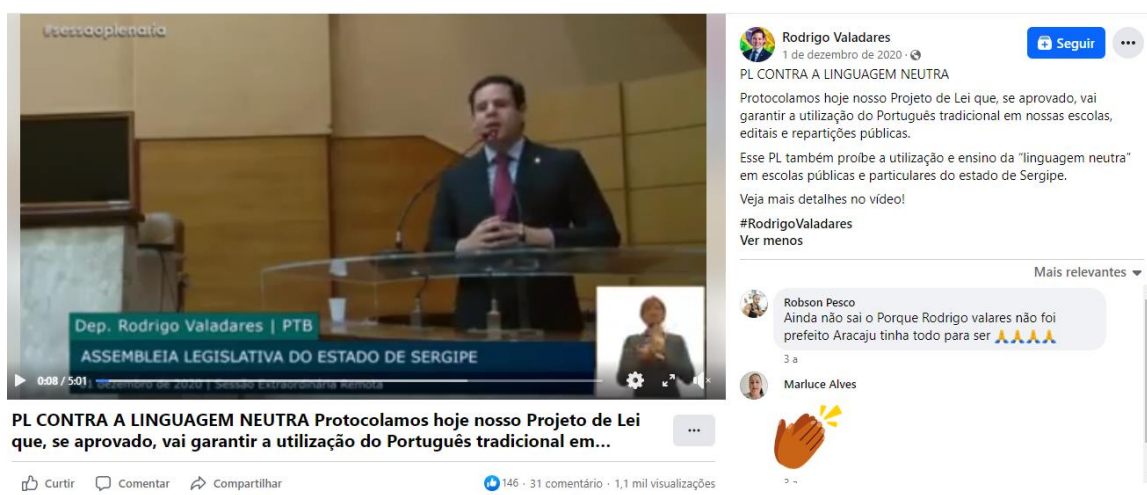 #sessaoplenaria
Dep. Rodrigo Valadares | PTB
ASSEMBLEIA LEGISLATIVA DO ESTADO DE SERGIPE
0:08 / 5:01
dezembro de 2020 | Sessão Extraordinária Remota
PL CONTRA A LINGUAGEM NEUTRA Protocolamos hoje nosso Projeto de Lei
que, se aprovado, vai garantir a utilização do Português tradicional em...
Curtir
Comentar
Compartilhar
146 · 31 comentário · 1,1 mil visualizações
Rodrigo Valadares
1 de dezembro de 2020 ·
Seguir
PL CONTRA A LINGUAGEM NEUTRA
Protocolamos hoje nosso Projeto de Lei que, se aprovado, vai
garantir a utilização do Português tradicional em nossas escolas,
editais e repartições públicas.
Esse PL também proíbe a utilização e ensino da “linguagem neutra”
em escolas públicas e particulares do estado de Sergipe.
Veja mais detalhes no vídeo!
#RodrigoValadares
Ver menos
Mais relevantes
Robson Pesco
Ainda não sai o Porque Rodrigo valares não foi
prefeito Aracaju tinha todo para ser 🙏🙏🙏🙏
3 a
Marluce Alves